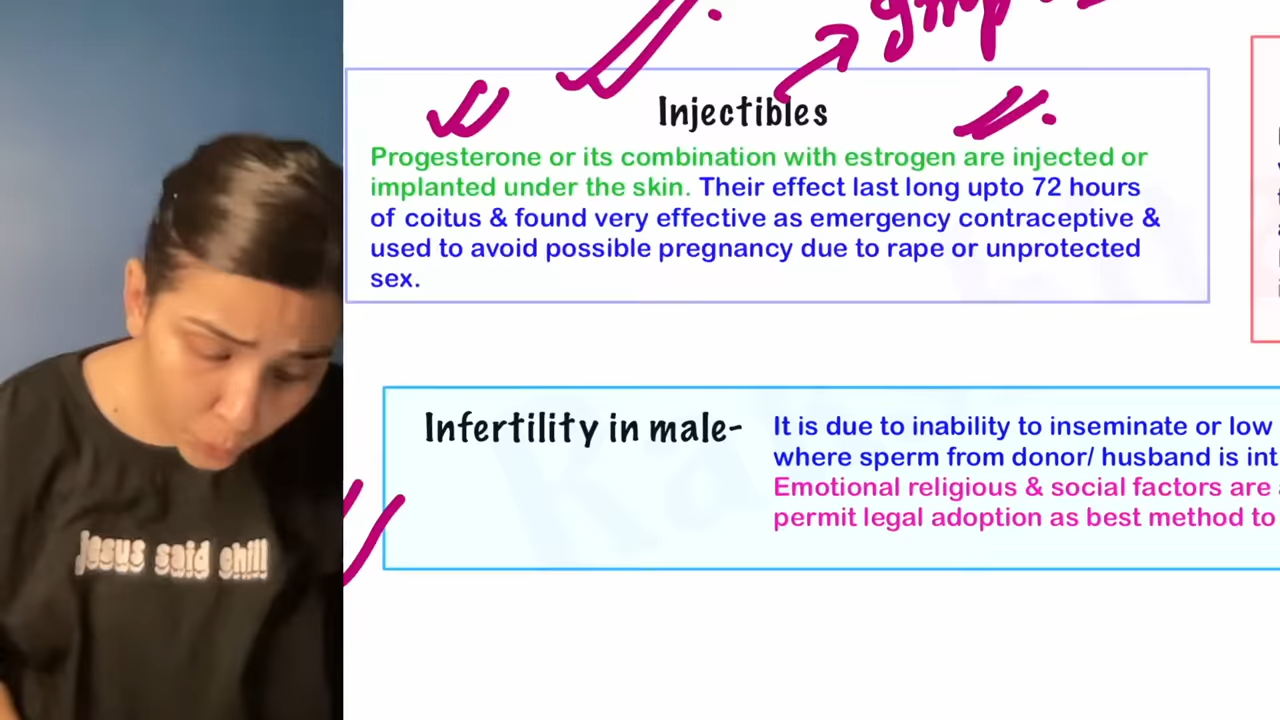 Injectibles
Progesterone or its combination with estrogen are injected or
implanted under the skin. Their effect last long upto 72 hours
of coitus & found very effective as emergency contraceptive &
used to avoid possible pregnancy due to rape or unprotected
sex.
Infertility in male-
It is due to inability to inseminate or low
where sperm from donor/ husband is int
Emotional religious & social factors are
permit legal adoption as best method to
Jesus said chill